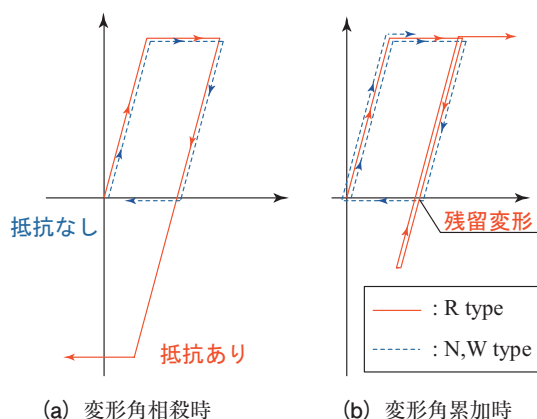 抵抗なし
抵抗あり
残留変形
: R type
: N,W type
(a) 変形角相殺時
(b) 変形角累加時